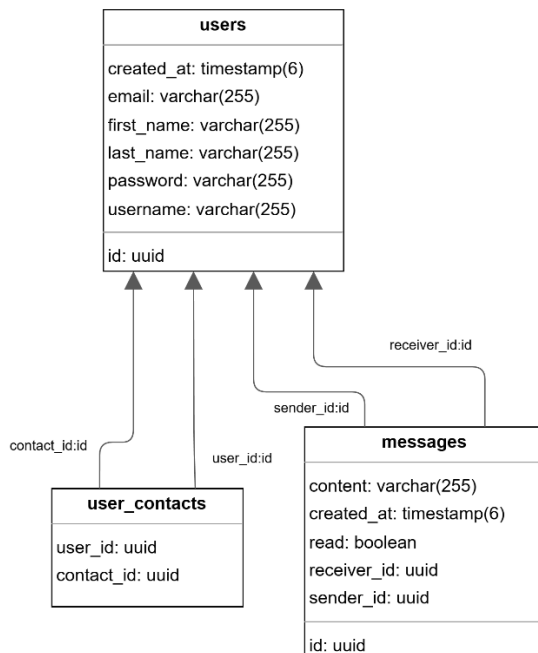 users
created_at: timestamp(6)
email: varchar(255)
first_name: varchar(255)
last_name: varchar(255)
password: varchar(255)
username: varchar(255)
id: uuid
receiver_id:id
sender_id:id
contact_id:id
user_id:id
user_contacts
user_id: uuid
contact_id: uuid
messages
content: varchar(255)
created_at: timestamp(6)
read: boolean
receiver_id: uuid
sender_id: uuid
id: uuid